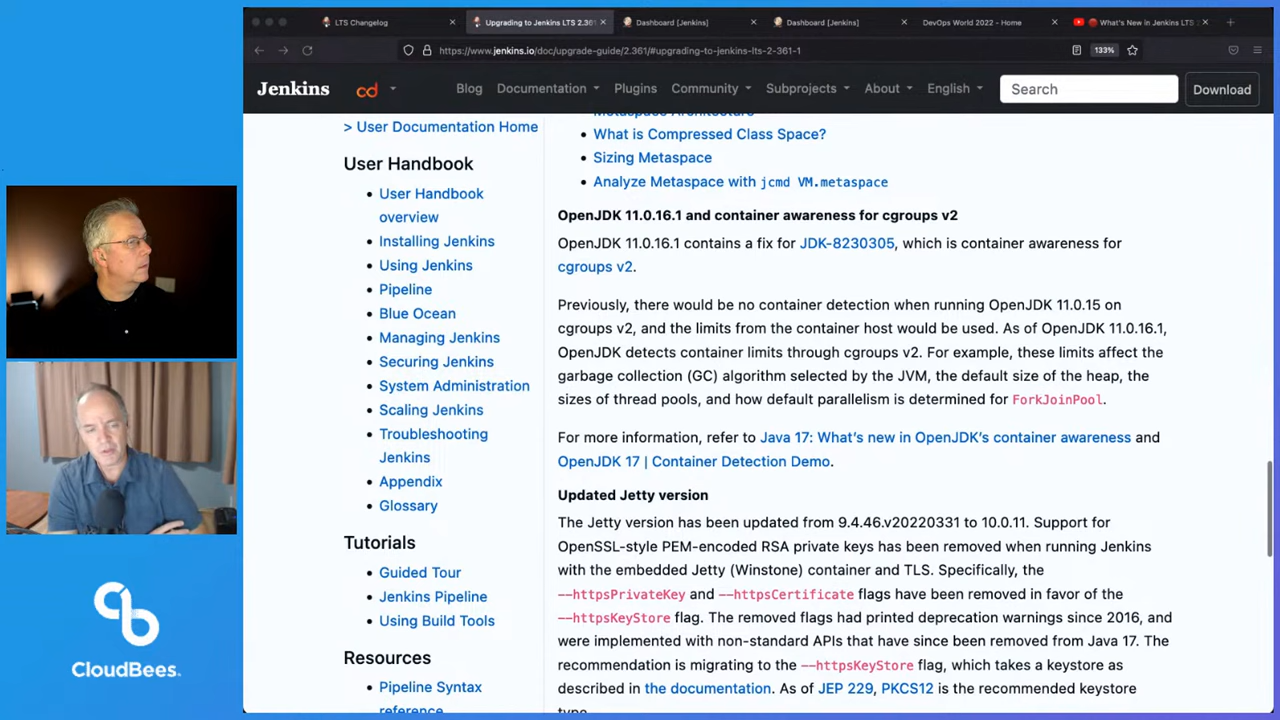 LTS Changelog
Upgrading to Jenkins LTS 2.361
Dashboard [Jenkins]
Dashboard [Jenkins]
DevOps World 2022 - Home
What's New in Jenkins LTS 2
https://www.jenkins.io/doc/upgrade-guide/2.361/#upgrading-to-jenkins-lts-2-361-1
133%
Jenkins
cd
Blog
Documentation
Plugins
Community
Subprojects
About
English
Search
Download
> User Documentation Home
User Handbook
User Handbook
overview
Installing Jenkins
Using Jenkins
Pipeline
Blue Ocean
Managing Jenkins
Securing Jenkins
System Administration
Scaling Jenkins
Troubleshooting
Jenkins
Appendix
Glossary
Tutorials
Guided Tour
Jenkins Pipeline
Using Build Tools
Resources
Pipeline Syntax
reference
Metaspace Architecture
What is Compressed Class Space?
Sizing Metaspace
Analyze Metaspace with jcmd VM.metaspace
OpenJDK 11.0.16.1 and container awareness for cgroups v2
OpenJDK 11.0.16.1 contains a fix for JDK-8230305, which is container awareness for
cgroups v2.
Previously, there would be no container detection when running OpenJDK 11.0.15 on
cgroups v2, and the limits from the container host would be used. As of OpenJDK 11.0.16.1,
OpenJDK detects container limits through cgroups v2. For example, these limits affect the
garbage collection (GC) algorithm selected by the JVM, the default size of the heap, the
sizes of thread pools, and how default parallelism is determined for ForkJoinPool.
For more information, refer to Java 17: What's new in OpenJDK's container awareness and
OpenJDK 17 | Container Detection Demo.
Updated Jetty version
The Jetty version has been updated from 9.4.46.v20220331 to 10.0.11. Support for
OpenSSL-style PEM-encoded RSA private keys has been removed when running Jenkins
with the embedded Jetty (Winstone) container and TLS. Specifically, the
--httpsPrivateKey and --httpsCertificate flags have been removed in favor of the
--httpsKeyStore flag. The removed flags had printed deprecation warnings since 2016, and
were implemented with non-standard APIs that have since been removed from Java 17. The
recommendation is migrating to the --httpsKeyStore flag, which takes a keystore as
described in the documentation. As of JEP 229, PKCS12 is the recommended keystore
type.
CloudBees.